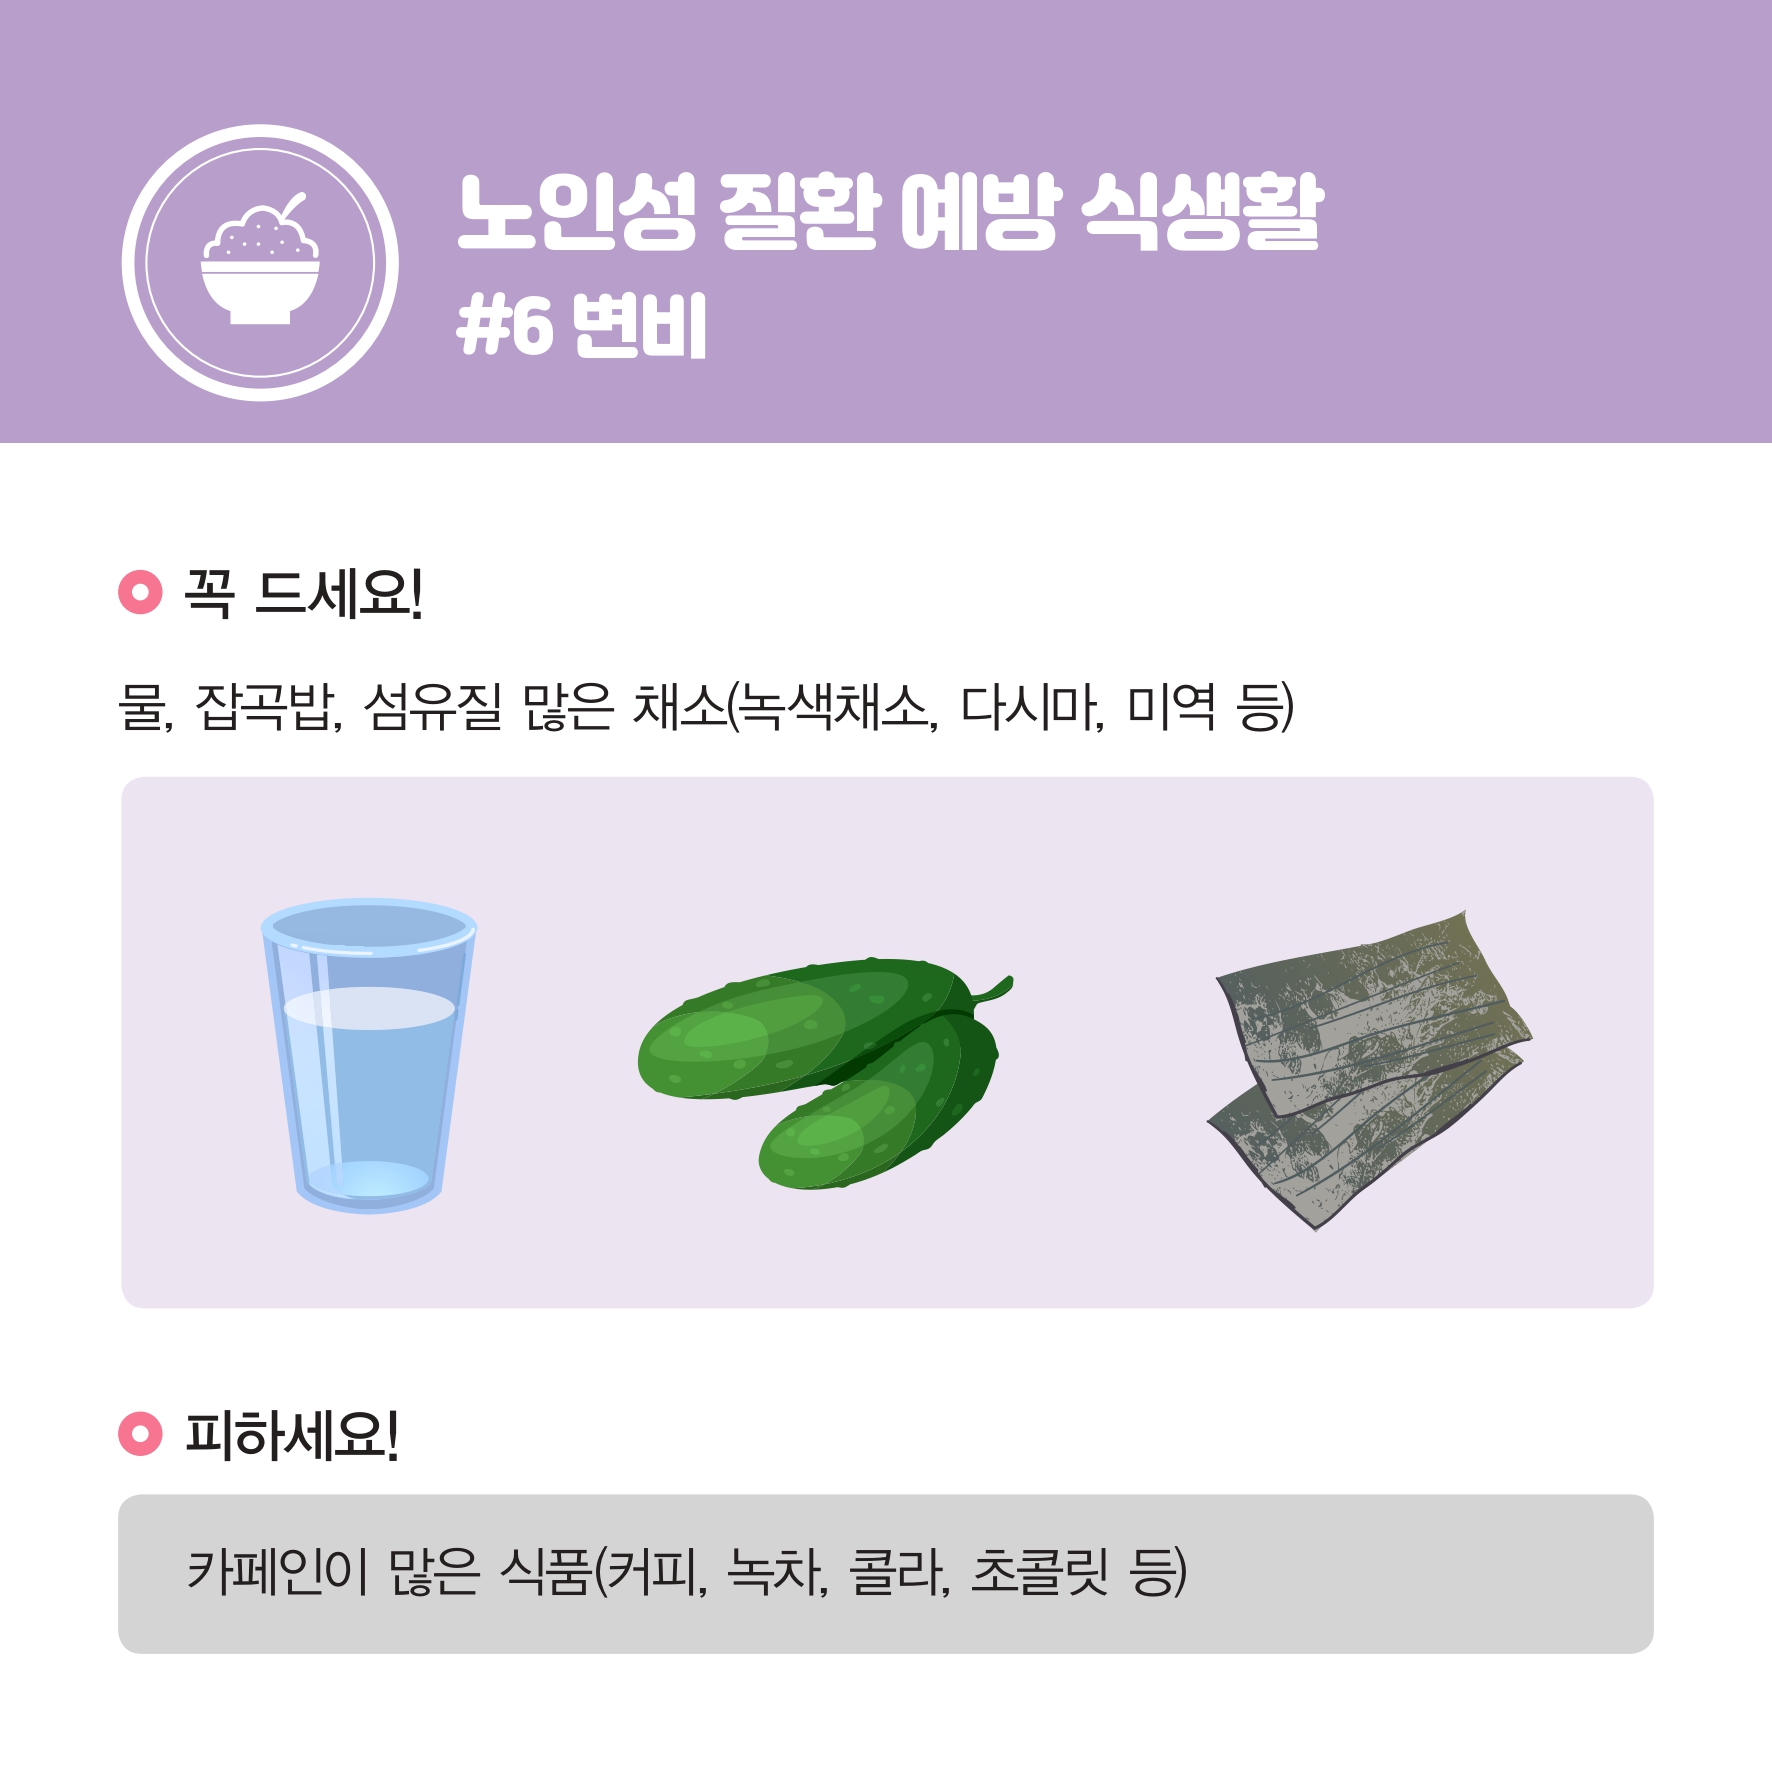 노인성 질환 예방 식생활
#6 변비
꼭 드세요!
물, 잡곡밥, 섬유질 많은 채소(녹색채소, 다시마, 미역 등)
피하세요!
카페인이 많은 식품(커피, 녹차, 콜라, 초콜릿 등)